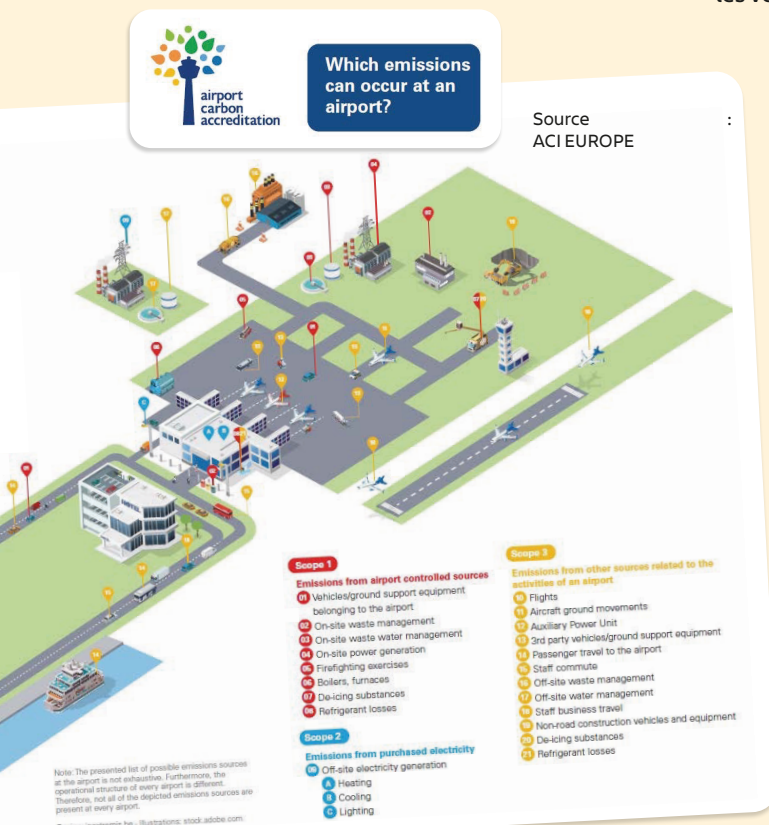 airport
carbon
accreditation
Which emissions
can occur at an
airport?
Source :
ACI EUROPE
Scope 1
Emissions from airport controlled sources
01 Vehicles/ground support equipment
belonging to the airport
02 On-site waste management
03 On-site waste water management
04 On-site power generation
05 Firefighting exercises
06 Boilers, furnaces
07 De-icing substances
08 Refrigerant losses
Scope 2
Emissions from purchased electricity
09 Off-site electricity generation
A Heating
B Cooling
C Lighting
Scope 3
Emissions from other sources related to the
activities of an airport
10 Flights
11 Aircraft ground movements
12 Auxiliary Power Unit
13 3rd party vehicles/ground support equipment
14 Passenger travel to the airport
15 Staff commute
16 Off-site waste management
17 Off-site water management
18 Staff business travel
19 Non-road construction vehicles and equipment
20 De-icing substances
21 Refrigerant losses
Note: The presented list of possible emissions sources
at the airport is not exhaustive. Furthermore, the
operational structure of every airport is different.
Therefore, not all of the depicted emissions sources are
present at every airport.
Illustrations: stock.adobe.com